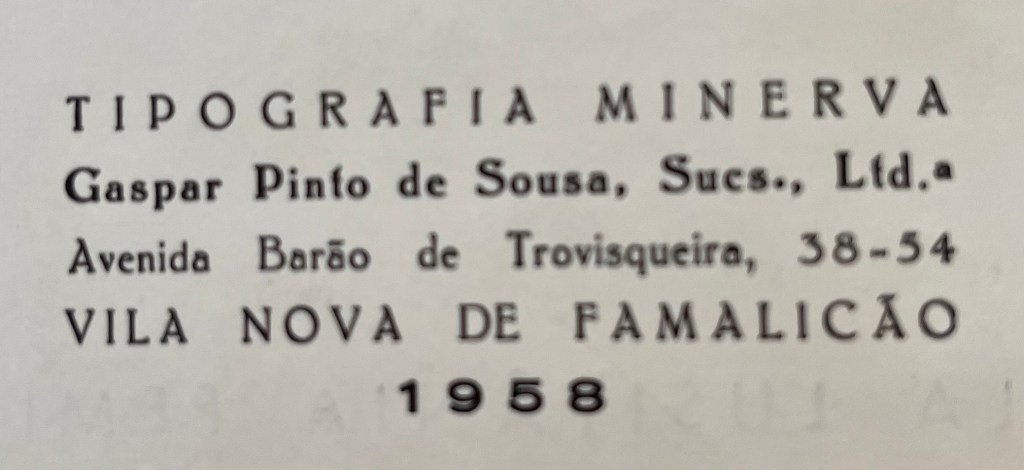 TIPOGRAFIA MINERVA
Gaspar Pinto de Sousa, Sucs., Ltd.ª
Avenida Barão de Trovisqueira, 38-54
VILA NOVA DE FAMALICÃO
1958